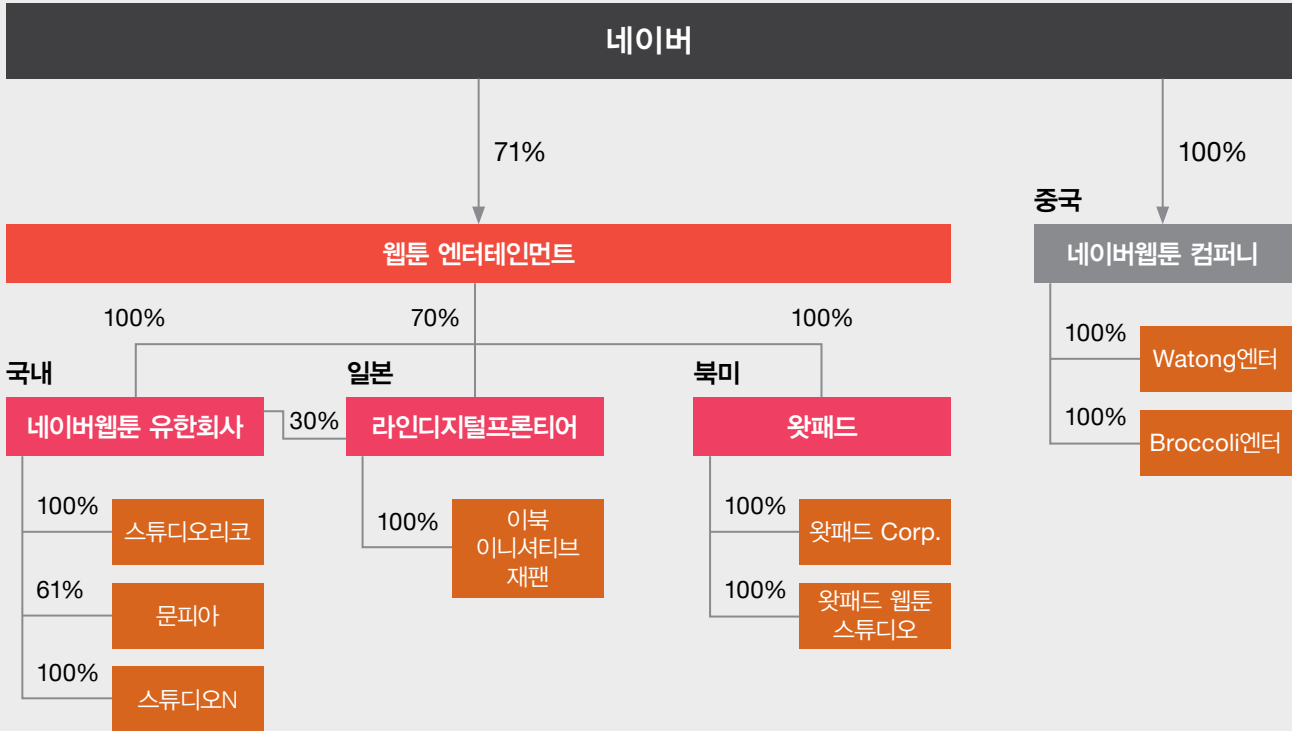 네이버
71%
100%
중국
웹툰 엔터테인먼트
네이버웹툰 컴퍼니
100%
70%
100%
100%
Watong엔터
100%
Broccoli엔터
국내
일본
북미
네이버웹툰 유한회사
30%
라인디지털프론티어
왓패드
100%
스튜디오리코
61%
문피아
100%
스튜디오N
100%
이북
이니셔티브
재팬
100%
왓패드 Corp.
100%
왓패드 웹툰
스튜디오